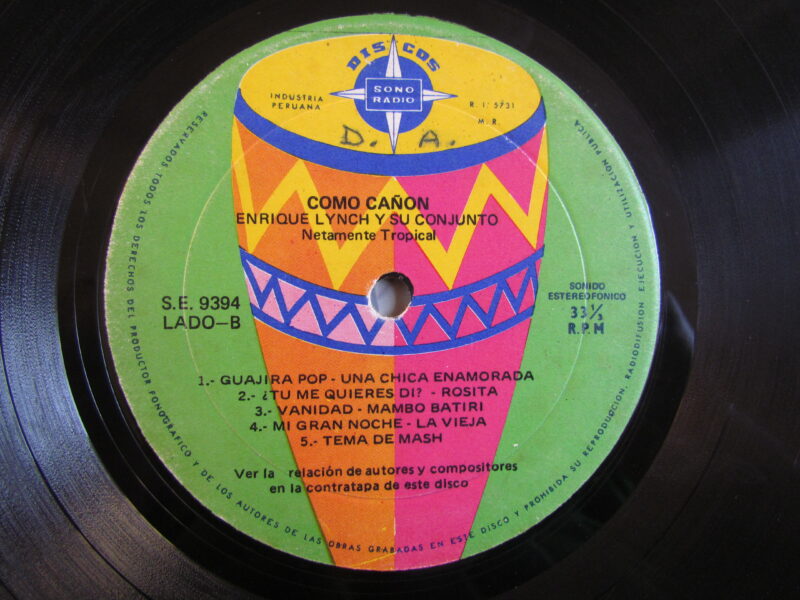 DISCOS
SONO
RADIO
INDUSTRIA
PERUANA
R. I. 5731
M. R.
D. A.
COMO CAÑON
ENRIQUE LYNCH Y SU CONJUNTO
Netamente Tropical
S.E. 9394
LADO-B
SONIDO
ESTEREOFONICO
33⅓
R.P.M
1.- GUAJIRA POP - UNA CHICA ENAMORADA
2.- ¿TU ME QUIERES DI? - ROSITA
3.- VANIDAD - MAMBO BATIRI
4.- MI GRAN NOCHE - LA VIEJA
5.- TEMA DE MASH
Ver la relación de autores y compositores
en la contratapa de este disco
RESERVADOS TODOS LOS DERECHOS DEL PRODUCTOR FONOGRAFICO Y DE LOS AUTORES DE LAS OBRAS GRABADAS EN ESTE DISCO Y PROHIBIDA SU REPRODUCCION, RADIODIFUSION EJECUCION Y UTILIZACION PUBLICA